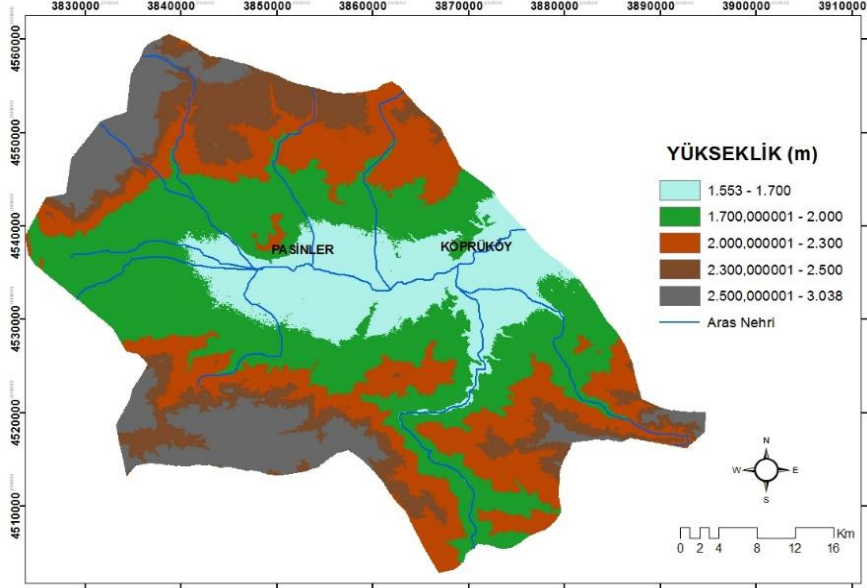 3830000 3840000 3850000 3860000 3870000 3880000 3890000 3900000 3910000
4560000
4550000
4540000
4530000
4520000
4510000
PASİNLER
KÖPRÜKÖY
YÜKSEKLİK (m)
1.553 - 1.700
1.700,000001 - 2.000
2.000,000001 - 2.300
2.300,000001 - 2.500
2.500,000001 - 3.038
Aras Nehri
N
W E
S
Km
0 2 4 8 12 16